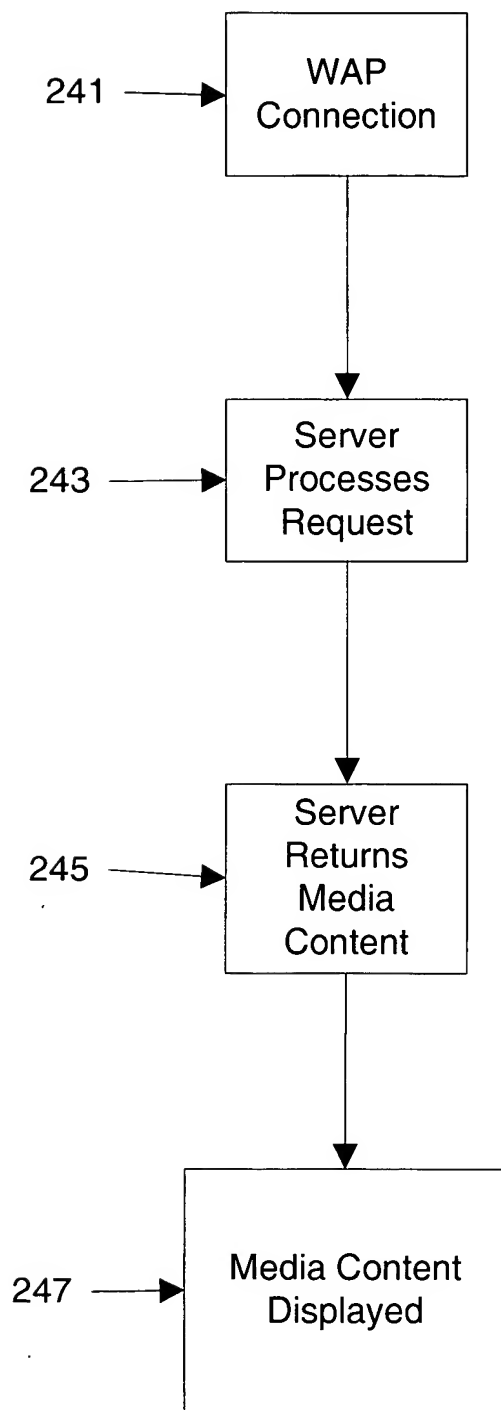 241
WAP
Connection
243
Server
Processes
Request
245
Server
Returns
Media
Content
247
Media Content
Displayed